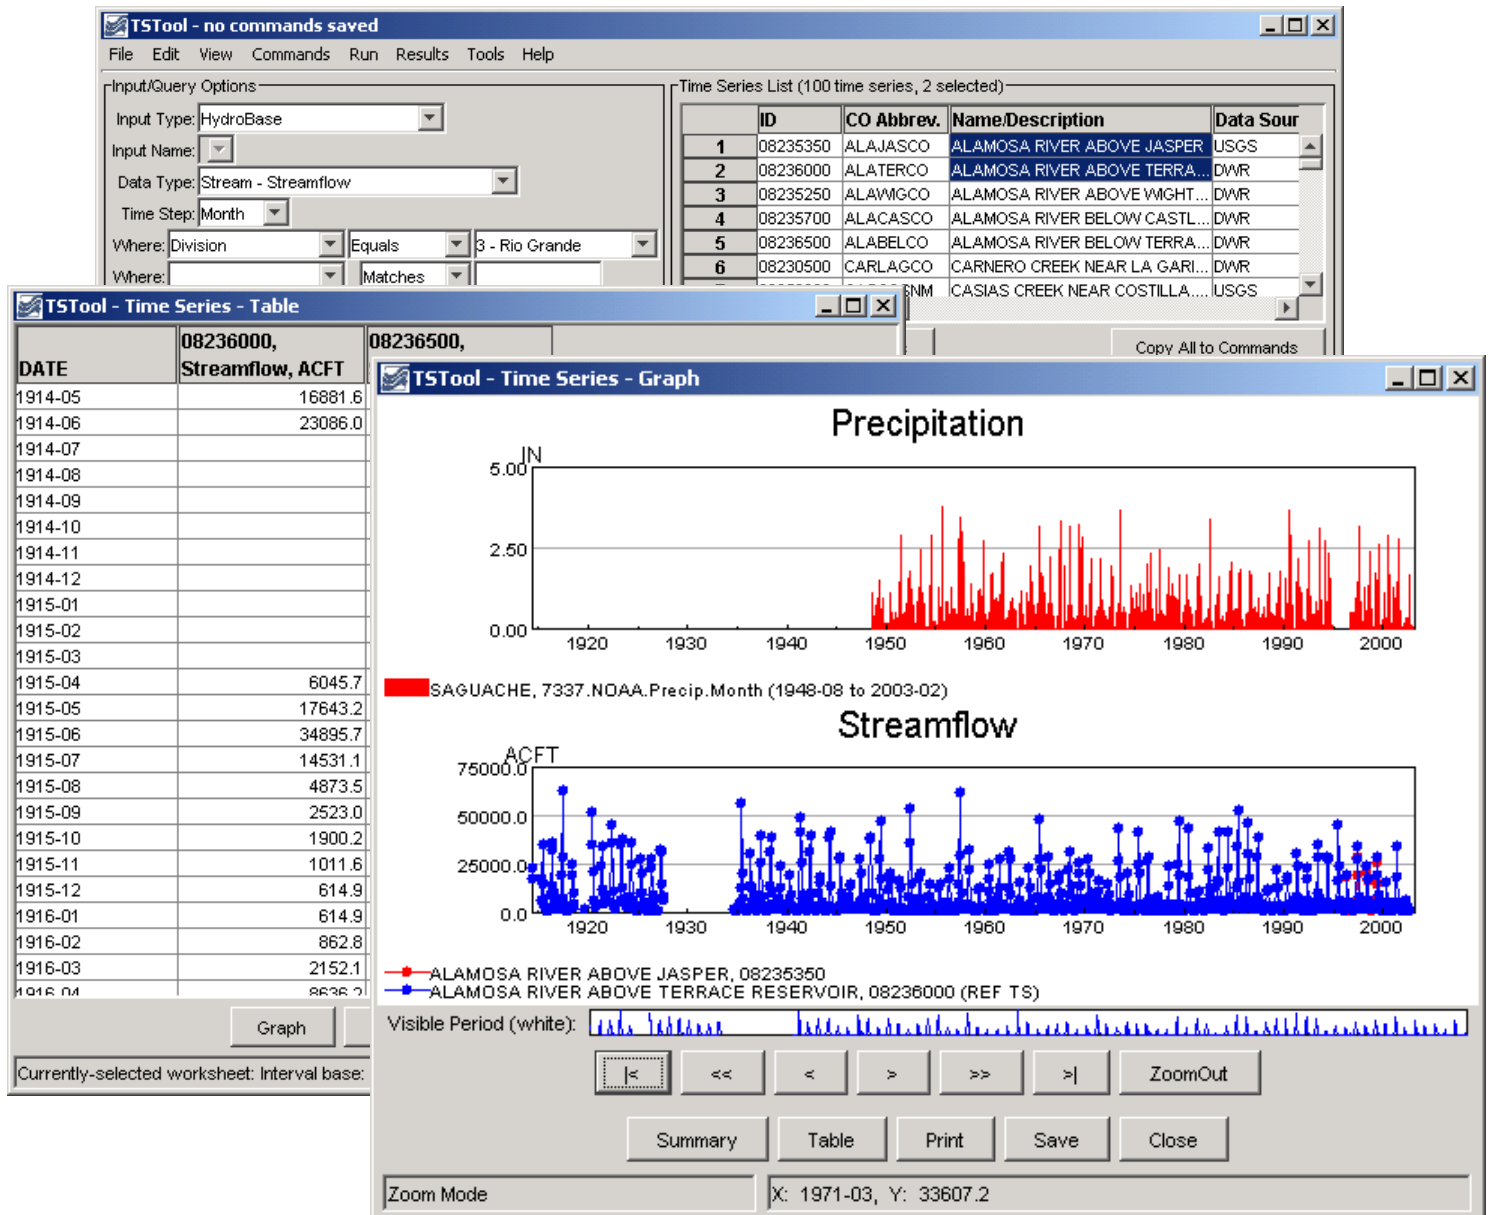 TSTool - no commands saved
File Edit View Commands Run Results Tools Help
Input/Query Options
Input Type: HydroBase
Input Name:
Data Type: Stream - Streamflow
Time Step: Month
Where: Division Equals 3 - Rio Grande
Where: Matches
Time Series List (100 time series, 2 selected)
ID CO Abbrev. Name/Description Data Sour
1 08235350 ALAJASCO ALAMOSA RIVER ABOVE JASPER USGS
2 08236000 ALATERCO ALAMOSA RIVER ABOVE TERRA... DWR
3 08235250 ALAWIGCO ALAMOSA RIVER ABOVE WIGHT... DWR
4 08235700 ALACASCO ALAMOSA RIVER BELOW CASTL... DWR
5 08236500 ALABELCO ALAMOSA RIVER BELOW TERRA... DWR
6 08230500 CARLAGCO CARNERO CREEK NEAR LA GARI... DWR
CASIAS CREEK NEAR COSTILLA.... USGS
Copy All to Commands
TSTool - Time Series - Table
DATE 08236000, Streamflow, ACFT 08236500,
1914-05 16881.6
1914-06 23086.0
1914-07
1914-08
1914-09
1914-10
1914-11
1914-12
1915-01
1915-02
1915-03
1915-04 6045.7
1915-05 17643.2
1915-06 34895.7
1915-07 14531.1
1915-08 4873.5
1915-09 2523.0
1915-10 1900.2
1915-11 1011.6
1915-12 614.9
1916-01 614.9
1916-02 862.8
1916-03 2152.1
1916-04 8636.2
Graph
Currently-selected worksheet: Interval base:
TSTool - Time Series - Graph
Precipitation
IN
5.00
2.50
0.00
1920 1930 1940 1950 1960 1970 1980 1990 2000
SAGUACHE, 7337.NOAA.Precip.Month (1948-08 to 2003-02)
Streamflow
ACFT
75000.0
50000.0
25000.0
0.0
1920 1930 1940 1950 1960 1970 1980 1990 2000
ALAMOSA RIVER ABOVE JASPER, 08235350
ALAMOSA RIVER ABOVE TERRACE RESERVOIR, 08236000 (REF TS)
Visible Period (white):
|< << < > >> >| ZoomOut
Summary Table Print Save Close
Zoom Mode X: 1971-03, Y: 33607.2